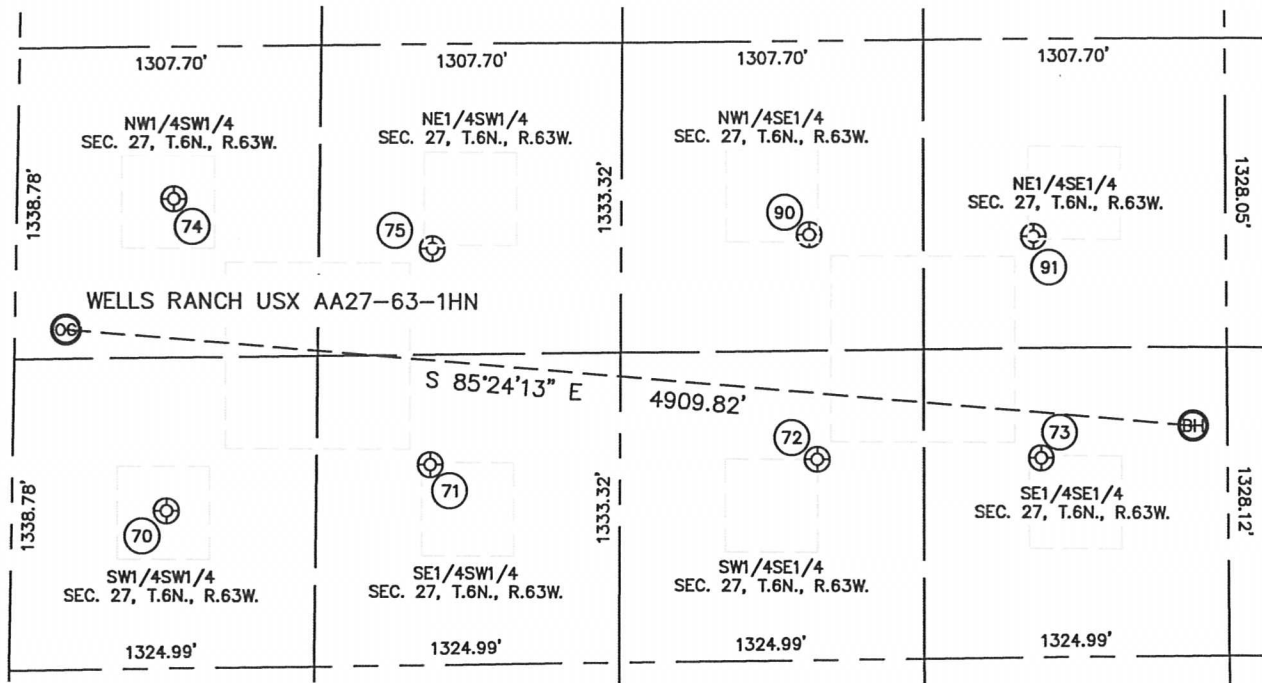 1307.70'
1307.70'
1307.70'
1307.70'
NW1/4SW1/4
SEC. 27, T.6N., R.63W.
NE1/4SW1/4
SEC. 27, T.6N., R.63W.
NW1/4SE1/4
SEC. 27, T.6N., R.63W.
NE1/4SE1/4
SEC. 27, T.6N., R.63W.
1338.78'
1333.32'
1328.05'
74
75
90
91
WELLS RANCH USX AA27-63-1HN
OG
S 85°24'13" E
4909.82'
BH
72
73
71
70
1338.78'
1333.32'
1328.12'
SW1/4SW1/4
SEC. 27, T.6N., R.63W.
SE1/4SW1/4
SEC. 27, T.6N., R.63W.
SW1/4SE1/4
SEC. 27, T.6N., R.63W.
SE1/4SE1/4
SEC. 27, T.6N., R.63W.
1324.99'
1324.99'
1324.99'
1324.99'